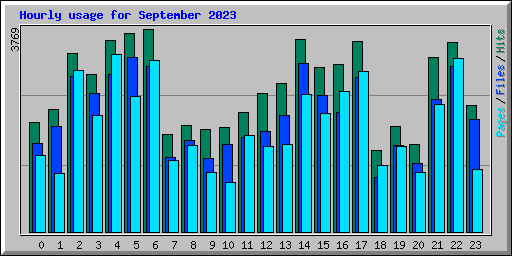 Hourly usage for September 2023
3769
Pages/Files/Hits
0 1 2 3 4 5 6 7 8 9 10 11 12 13 14 15 16 17 18 19 20 21 22 23